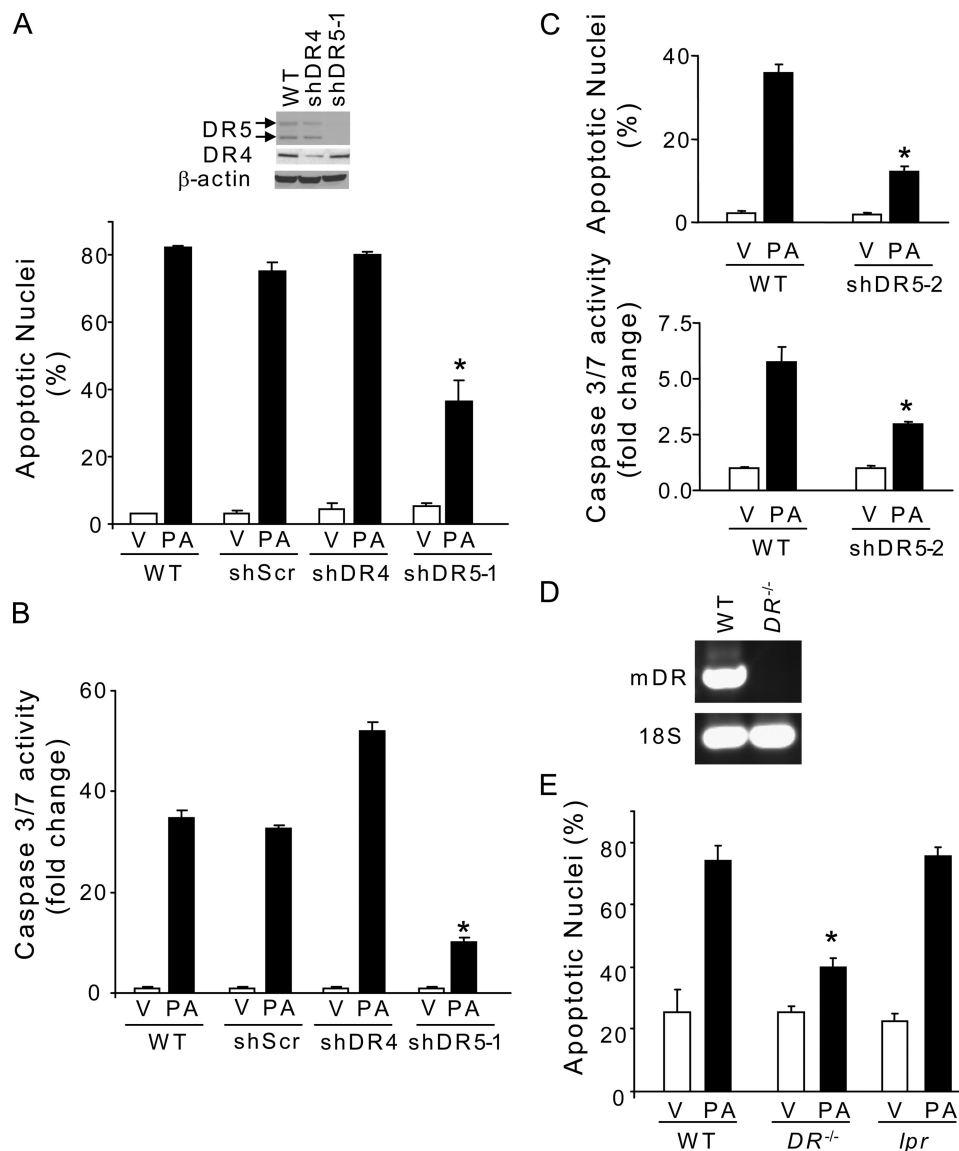 A
WT
shDR4
shDR5-1
DR5
DR4
β-actin
Apoptotic Nuclei
(%)
80
60
40
20
0
V PA V PA V PA V PA
WT shScr shDR4 shDR5-1
*
B
Caspase 3/7 activity
(fold change)
60
40
20
0
V PA V PA V PA V PA
WT shScr shDR4 shDR5-1
*
C
Apoptotic Nuclei
(%)
40
20
0
*
V PA V PA
WT shDR5-2
Caspase 3/7 activity
(fold change)
7.5
5.0
2.5
0.0
*
V PA V PA
WT shDR5-2
D
WT
DR-/-
mDR
18S
E
Apoptotic Nuclei (%)
80
60
40
20
0
*
V PA V PA V PA
WT DR-/- lpr